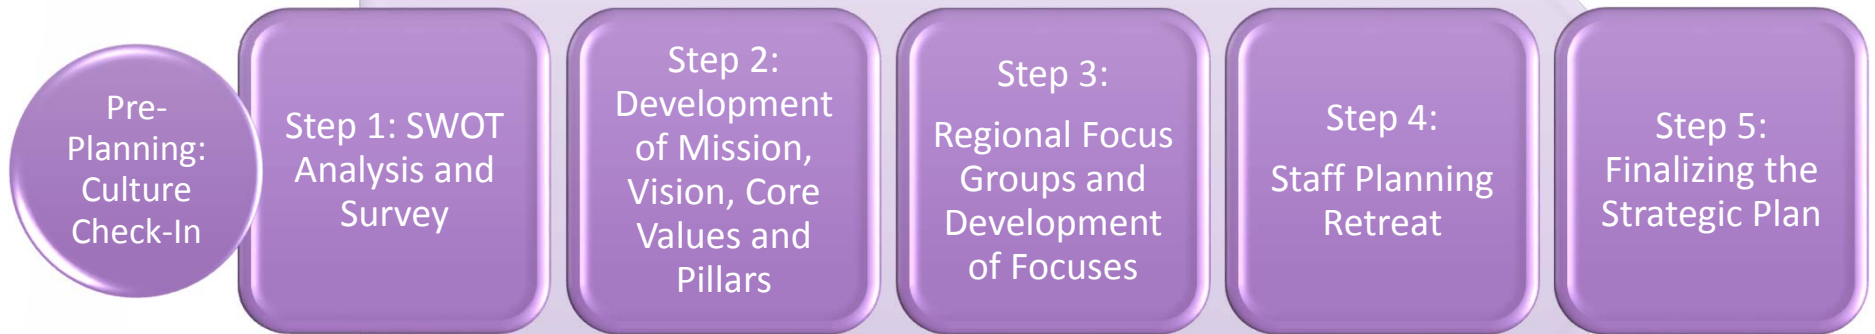 Pre-
Planning:
Culture
Check-In
Step 1: SWOT
Analysis and
Survey
Step 2:
Development
of Mission,
Vision, Core
Values and
Pillars
Step 3:
Regional Focus
Groups and
Development
of Focuses
Step 4:
Staff Planning
Retreat
Step 5:
Finalizing the
Strategic Plan